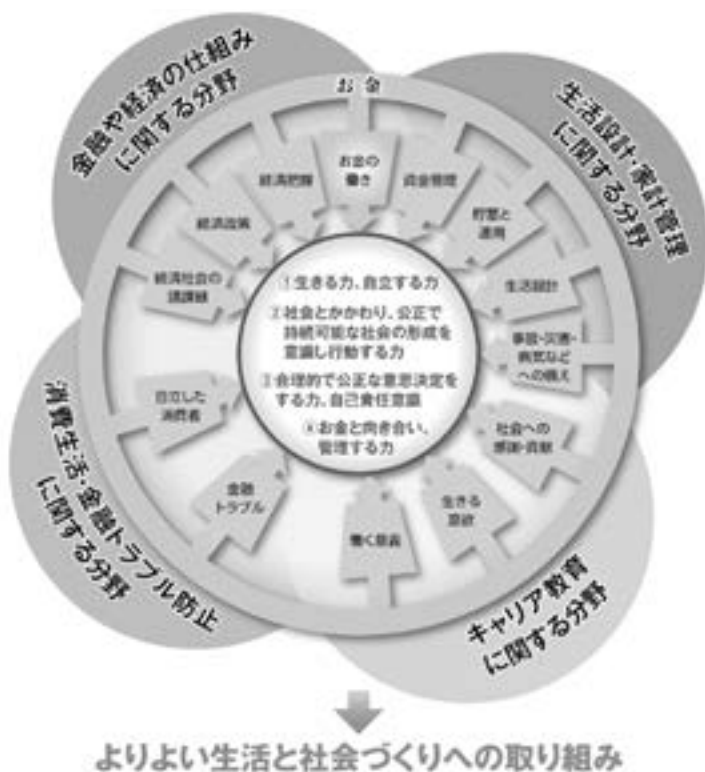 金融や経済の仕組み
に関する分野
お金
生活設計・家計管理
に関する分野
お金の
働き
経済把握
資金管理
経済政策
貯蓄と
運用
経済社会の
諸課題
生活設計
事故・災害・
病気など
への備え
自立した
消費者
社会への
感謝・貢献
金融
トラブル
働く意義
生きる
意欲
①生きる力、自立する力
②社会とかかわり、公正で
持続可能な社会の形成を
意識し行動する力
③合理的で公正な意思決定を
する力、自己責任意識
④お金と向き合い、
管理する力
消費生活・金融トラブル防止
に関する分野
キャリア教育
に関する分野
よりよい生活と社会づくりへの取り組み